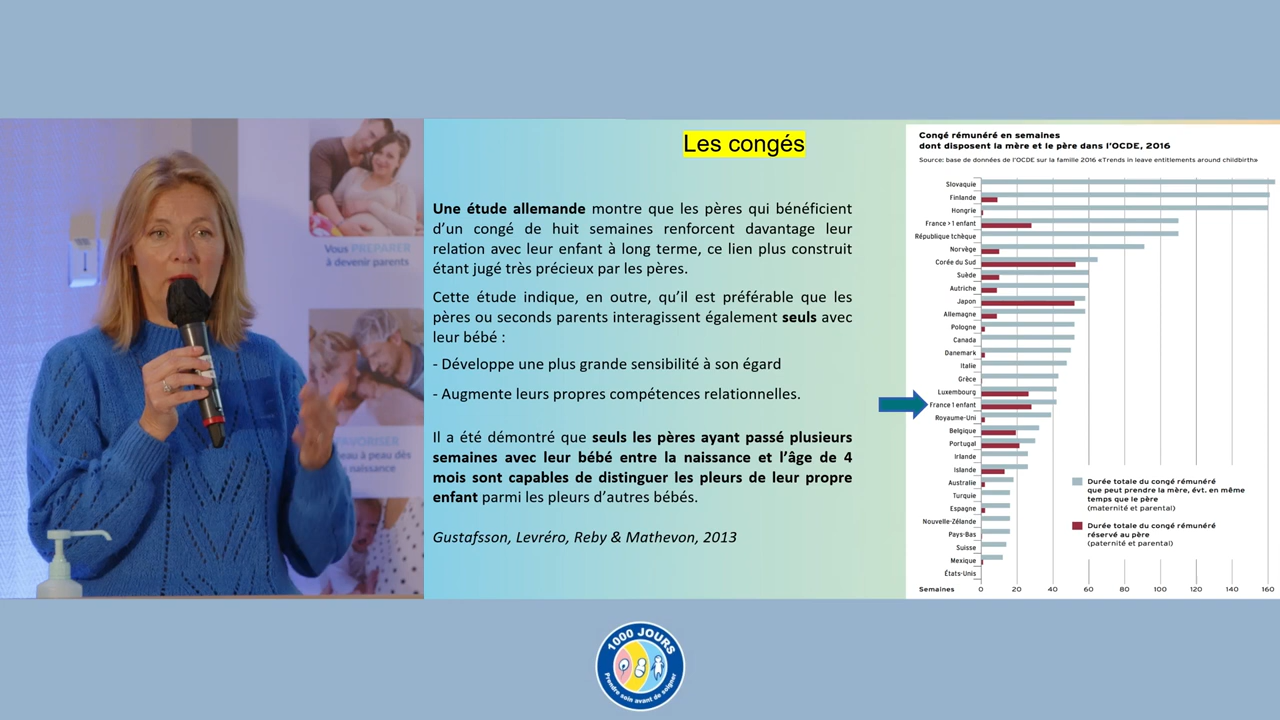 Vous PRÉPARER
à devenir parents
FAVORISER
peau à peau dès
naissance
Les congés
Une étude allemande montre que les pères qui bénéficient
d'un congé de huit semaines renforcent davantage leur
relation avec leur enfant à long terme, ce lien plus construit
étant jugé très précieux par les pères.
Cette étude indique, en outre, qu'il est préférable que les
pères ou seconds parents interagissent également seuls avec
leur bébé :
- Développe une plus grande sensibilité à son égard
- Augmente leurs propres compétences relationnelles.
Il a été démontré que seuls les pères ayant passé plusieurs
semaines avec leur bébé entre la naissance et l'âge de 4
mois sont capables de distinguer les pleurs de leur propre
enfant parmi les pleurs d'autres bébés.
Gustafsson, Levréro, Reby & Mathevon, 2013
Congé rémunéré en semaines
dont disposent la mère et le père dans l'OCDE, 2016
Source: base de données de l'OCDE sur la famille 2016 «Trends in leave entitlements around childbirth»
Slovaquie
Finlande
Hongrie
France > 1 enfant
République tchèque
Norvège
Corée du Sud
Suède
Autriche
Japon
Allemagne
Pologne
Canada
Danemark
Italie
Grèce
Luxembourg
France 1 enfant
Royaume-Uni
Belgique
Portugal
Irlande
Islande
Australie
Turquie
Espagne
Nouvelle-Zélande
Pays-Bas
Suisse
Mexique
États-Unis
Durée totale du congé rémunéré
que peut prendre la mère, évt. en même
temps que le père
(maternité et parental)
Durée totale du congé rémunéré
réservé au père
(paternité et parental)
Semaines 0 20 40 60 80 100 120 140 160
1000 JOURS
Prendre soin avant de soigner